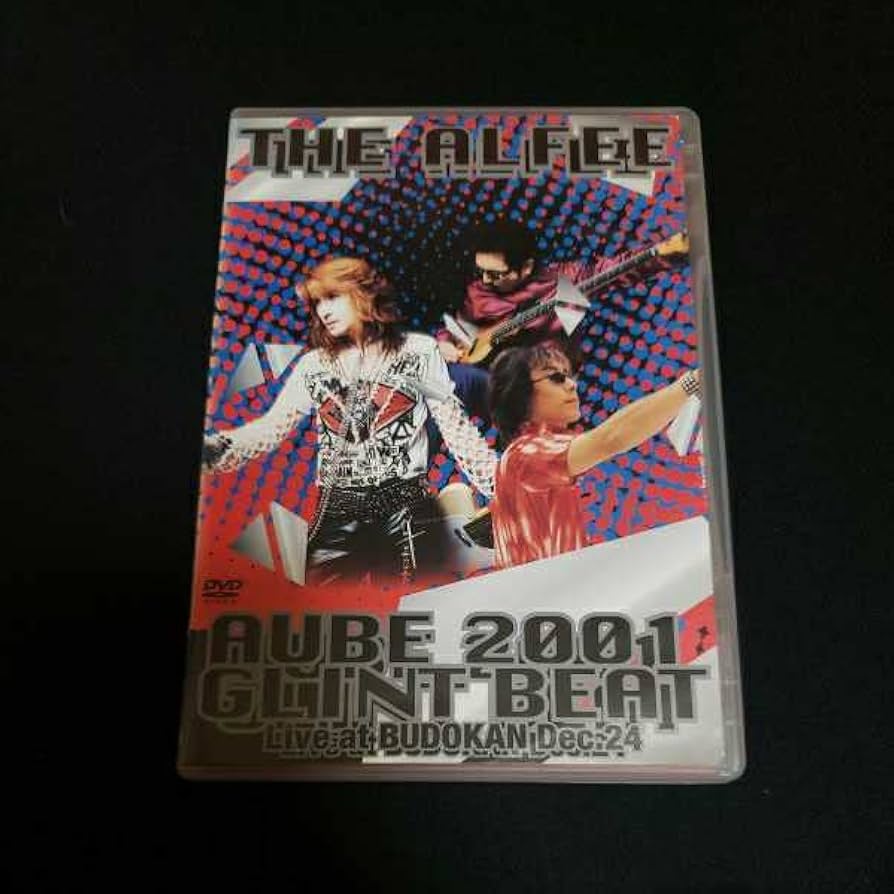 THE ALFEE
DVD
AUBE 2001
GLINT BEAT
Live at BUDOKAN Dec.24